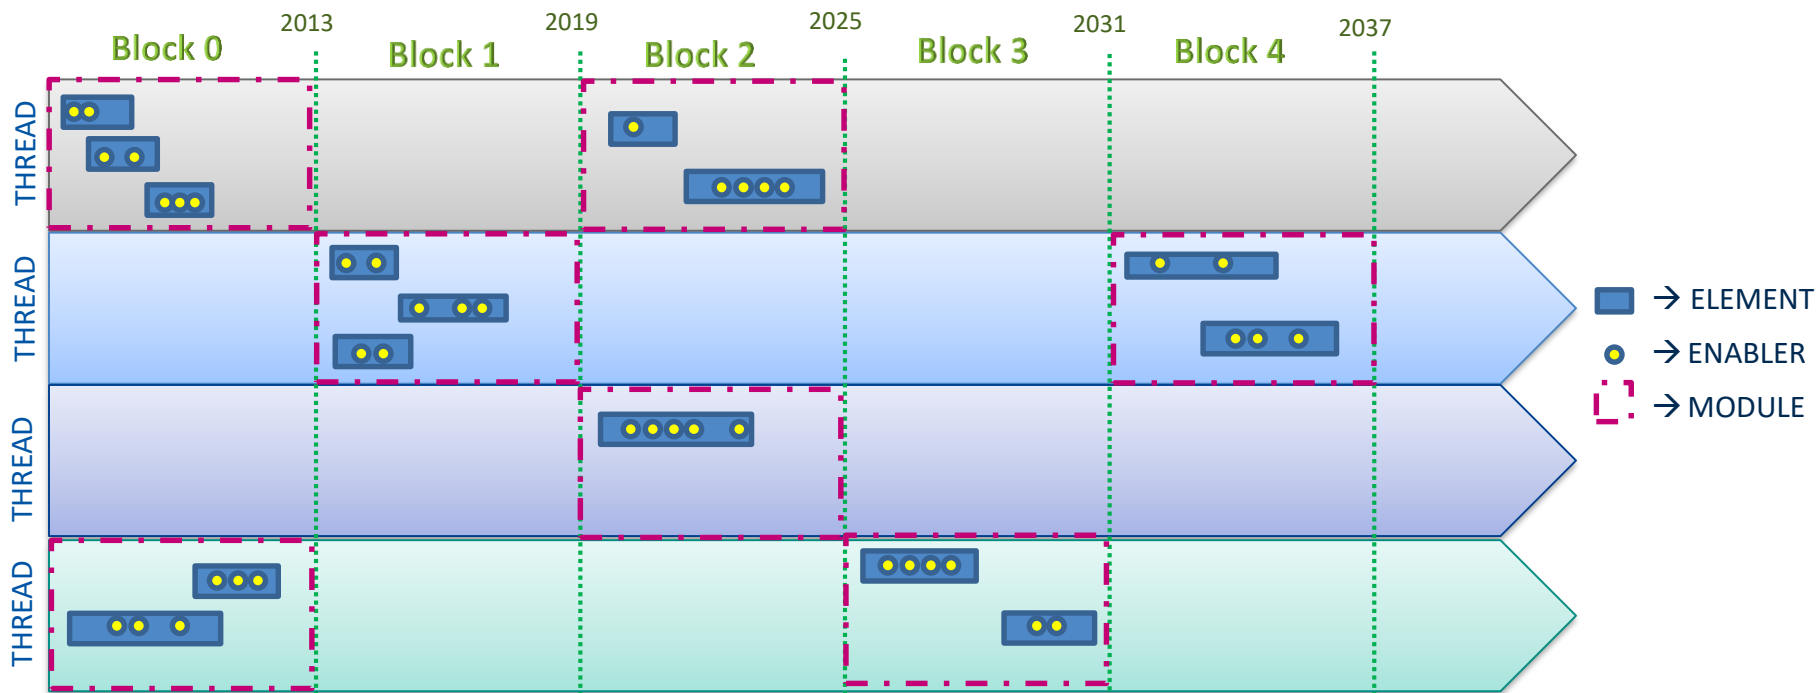 2013
2019
2025
2031
2037
Block 0
Block 1
Block 2
Block 3
Block 4
THREAD
THREAD
THREAD
THREAD
→ ELEMENT
→ ENABLER
→ MODULE